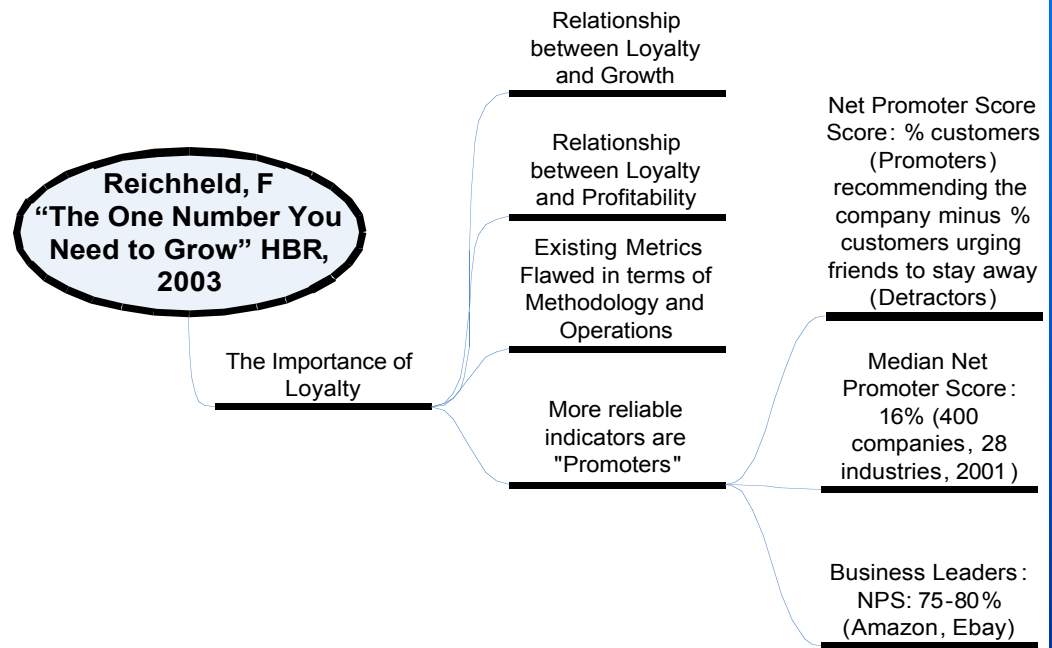 Reichheld, F
“The One Number You
Need to Grow” HBR,
2003
The Importance of
Loyalty
Relationship
between Loyalty
and Growth
Relationship
between Loyalty
and Profitability
Existing Metrics
Flawed in terms of
Methodology and
Operations
More reliable
indicators are
"Promoters"
Net Promoter Score
Score: % customers
(Promoters)
recommending the
company minus %
customers urging
friends to stay away
(Detractors)
Median Net
Promoter Score:
16% (400
companies, 28
industries, 2001)
Business Leaders:
NPS: 75-80%
(Amazon, Ebay)